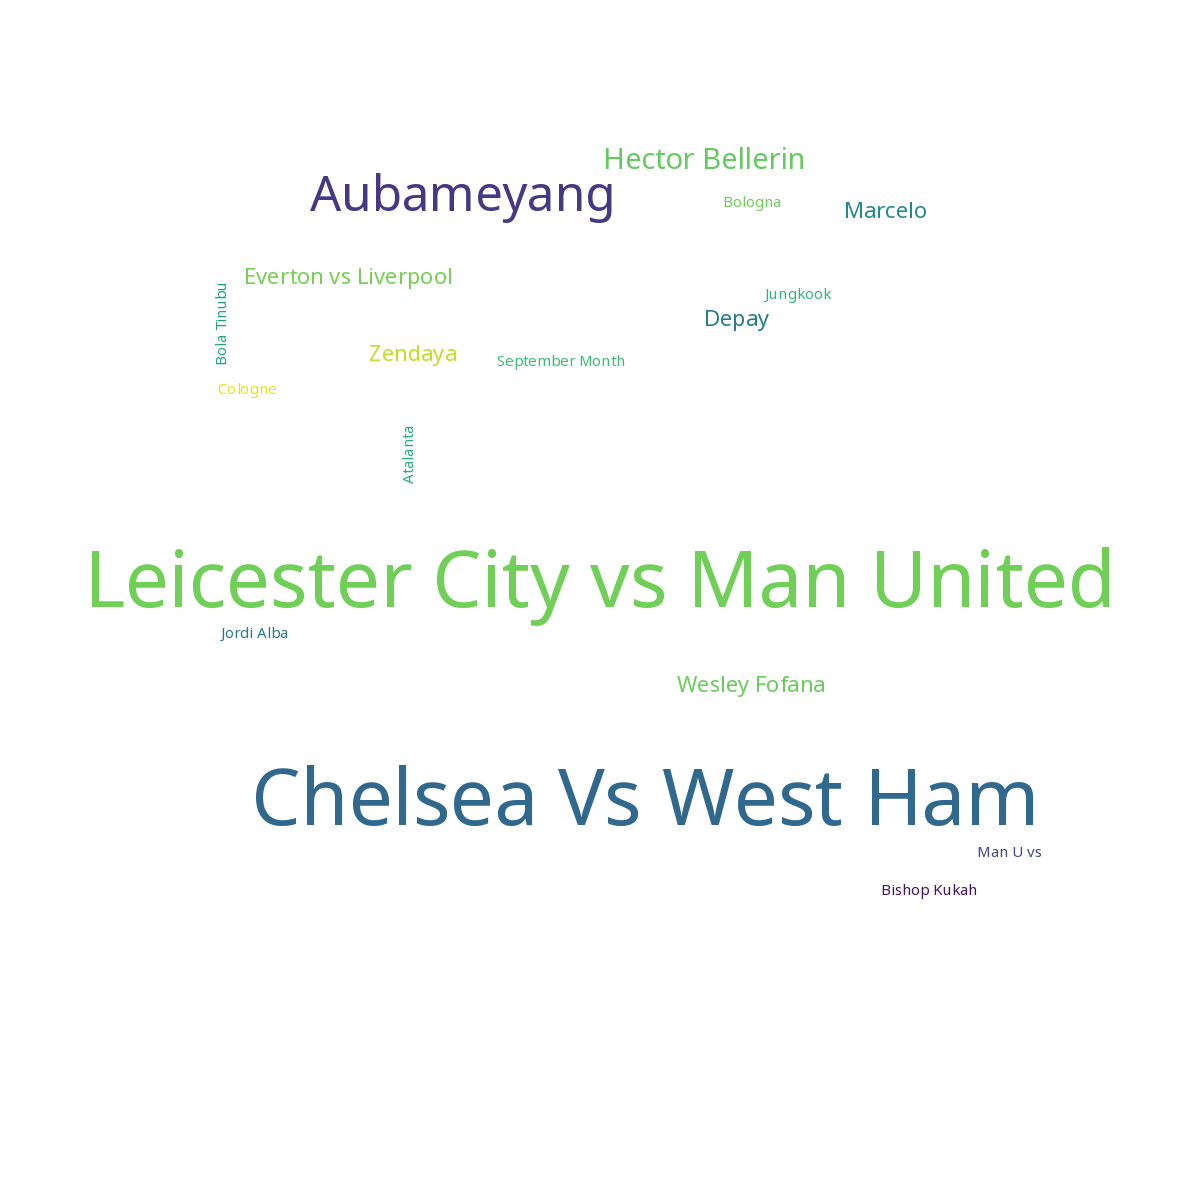 Hector Bellerin
Aubameyang
Bologna
Marcelo
Everton vs Liverpool
Jungkook
Bola Tinubu
Depay
Zendaya
September Month
Cologne
Atalanta
Leicester City vs Man United
Jordi Alba
Wesley Fofana
Chelsea Vs West Ham
Man U vs
Bishop Kukah